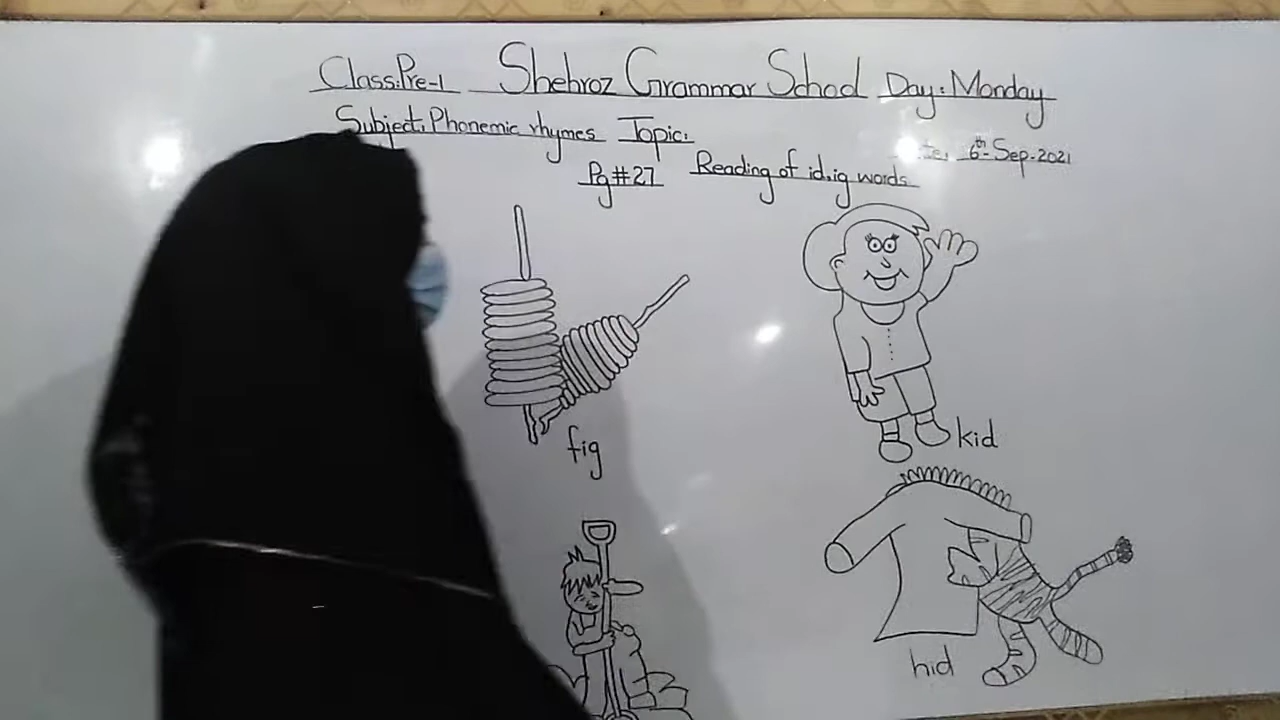 Class:Pre-1 Shehroz Grammar School Day: Monday
Subject: Phonemic rhymes Topic:
6th-Sep-2021
Pg#27 Reading of id,ig words
fig
kid
hid